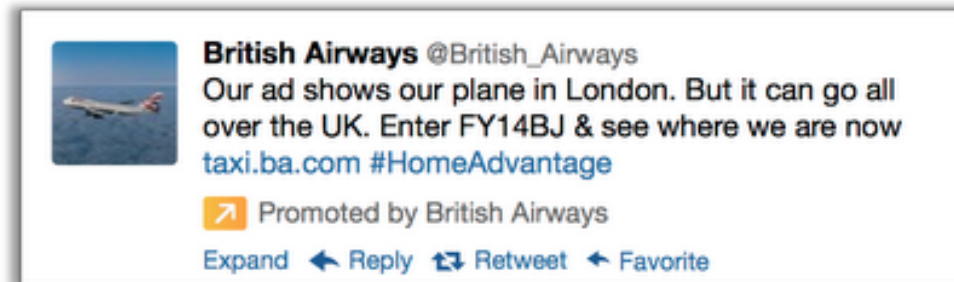 British Airways @British_Airways
Our ad shows our plane in London. But it can go all
over the UK. Enter FY14BJ & see where we are now
taxi.ba.com #HomeAdvantage
Promoted by British Airways
Expand Reply Retweet Favorite